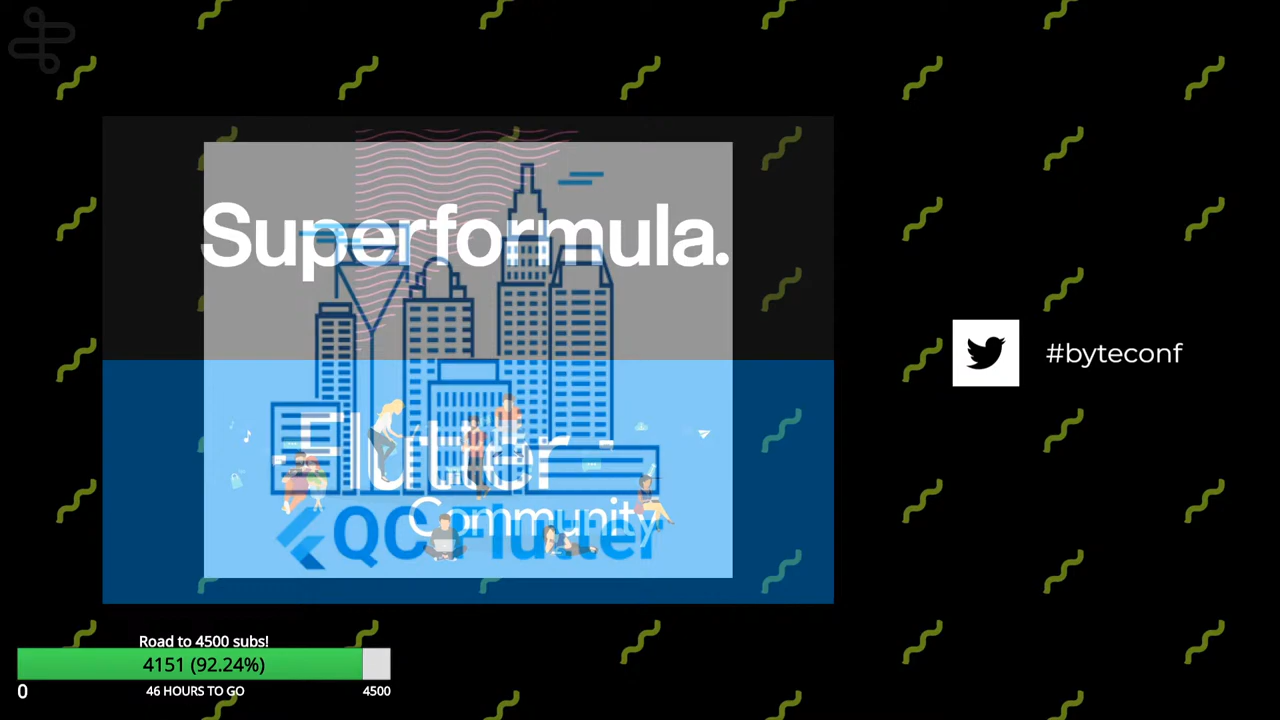 Superformula.
Flutter
Community
QC Flutter
#byteconf
Road to 4500 subs!
4151 (92.24%)
0
46 HOURS TO GO
4500